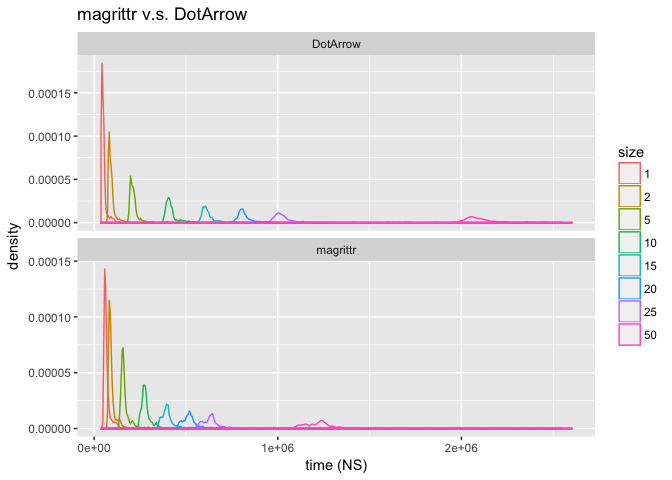 magrittr v.s. DotArrow
DotArrow
0.00015
0.00010
0.00005
0.00000
magrittr
0.00015
0.00010
0.00005
0.00000
0e+00
1e+06
2e+06
time (NS)
density
size
1
2
5
10
15
20
25
50